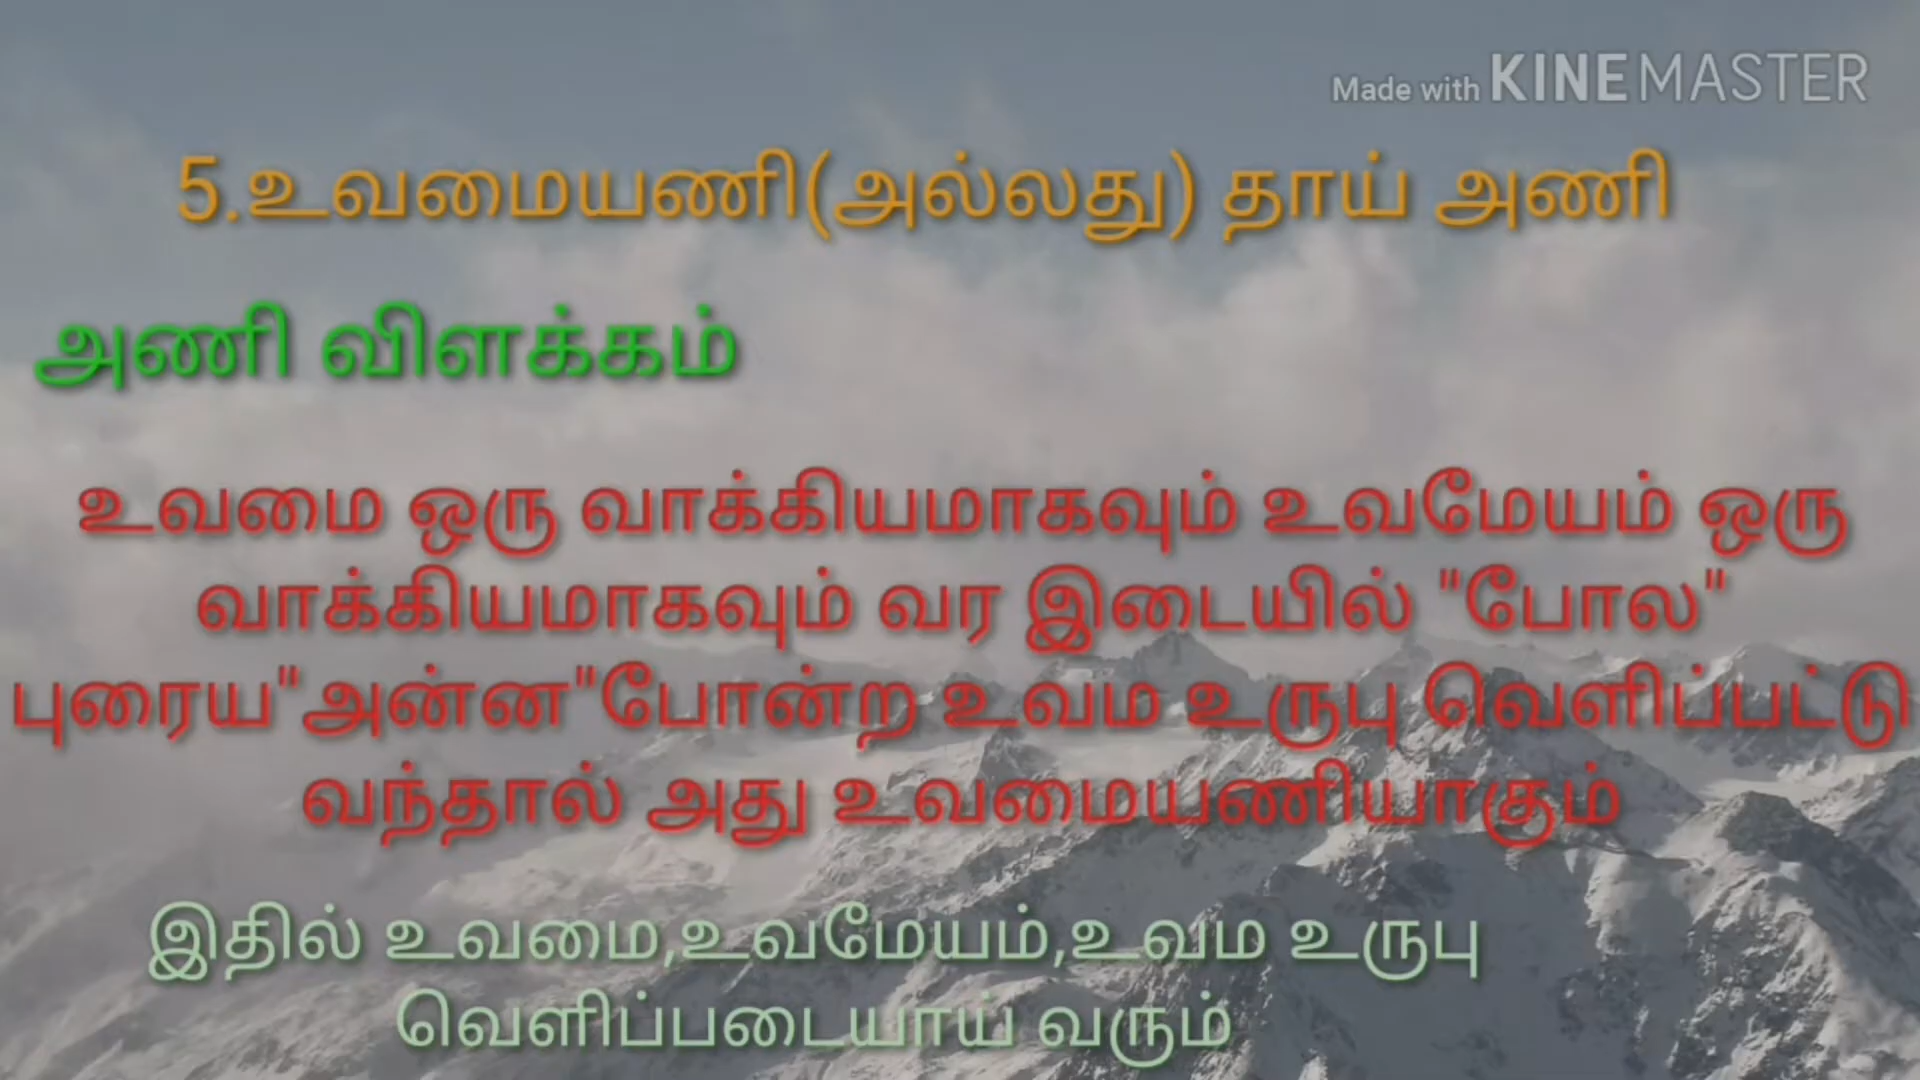 Made with KINEMASTER
5.உவமையணி(அல்லது) தாய் அணி
அணி விளக்கம்
உவமை ஒரு வாக்கியமாகவும் உவமேயம் ஒரு
வாக்கியமாகவும் வர இடையில் "போல"
புரைய"அன்ன"போன்ற உவம உருபு வெளிப்பட்டு
வந்தால் அது உவமையணியாகும்
இதில் உவமை,உவமேயம்,உவம உருபு
வெளிப்படையாய் வரும்